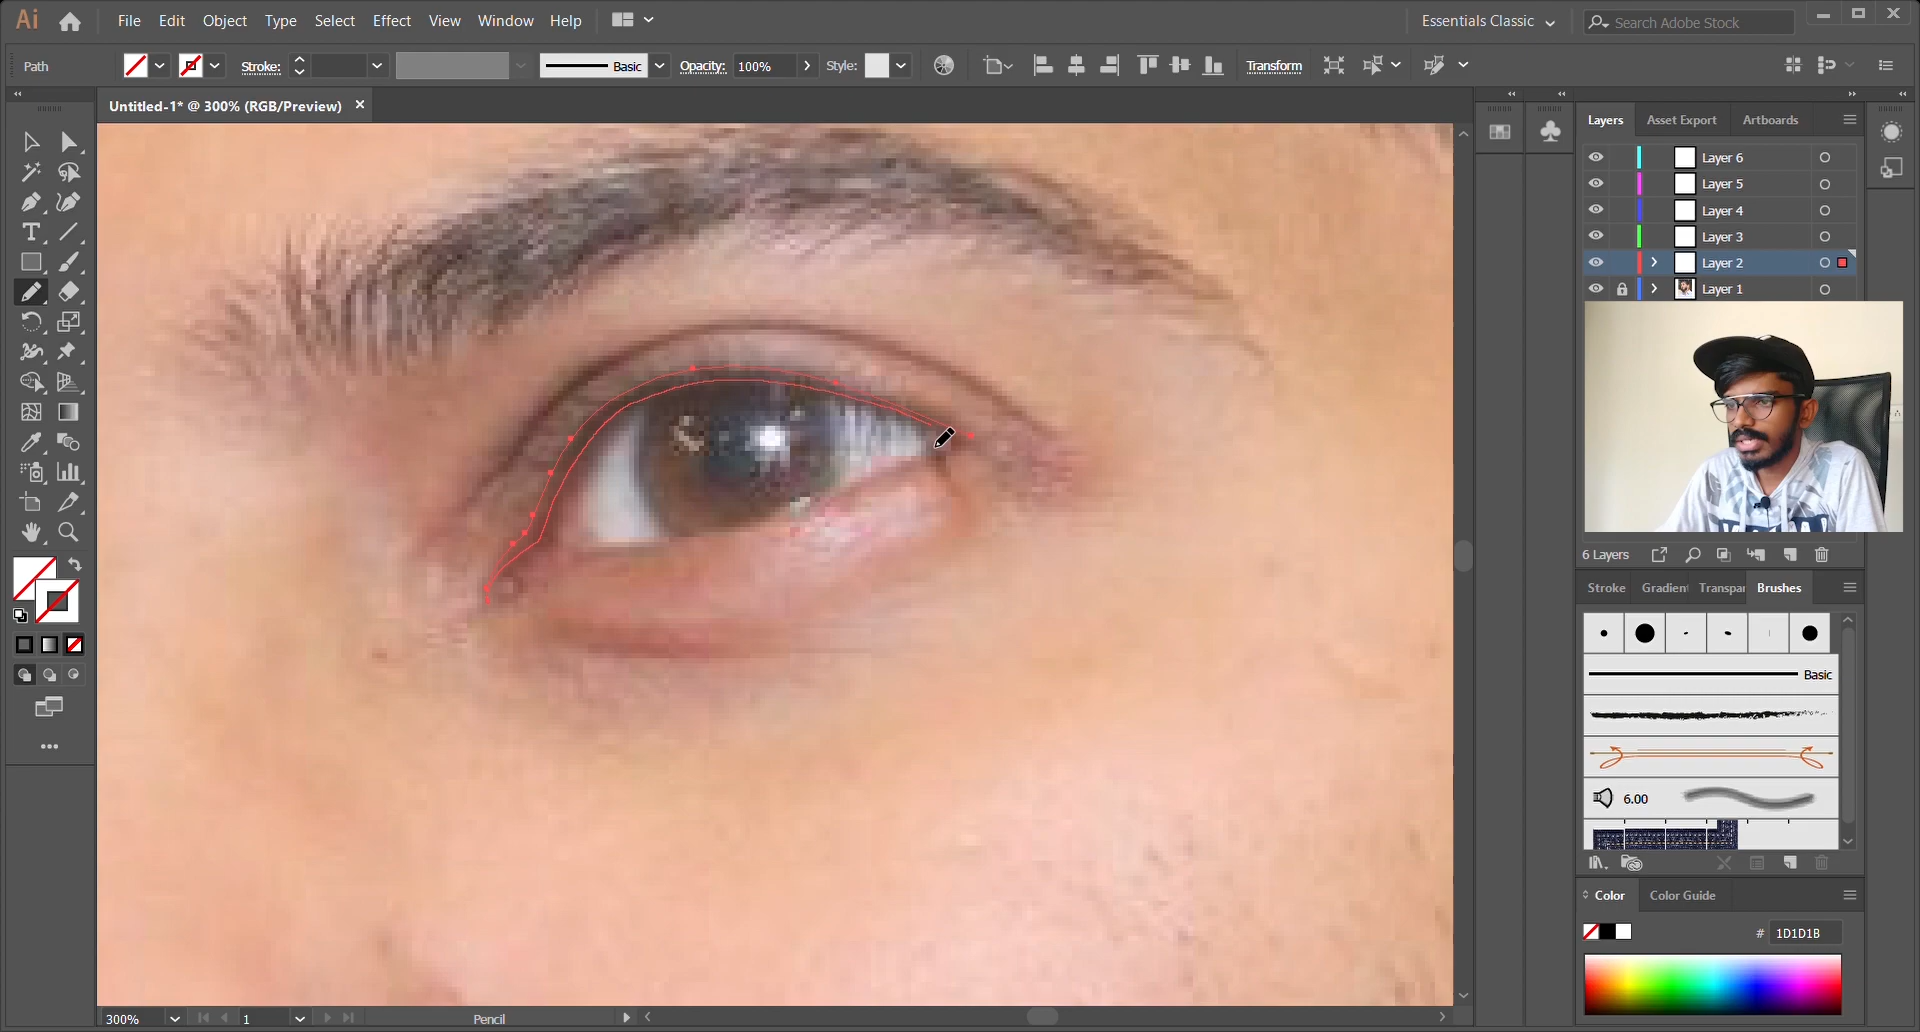 Ai File Edit Object Type Select Effect View Window Help Essentials Classic Search Adobe Stock
Path Stroke: Basic Opacity: 100% Style: Transform
Untitled-1* @ 300% (RGB/Preview) ×
Layers Asset Export Artboards
Layer 6
Layer 5
Layer 4
Layer 3
Layer 2
Layer 1
6 Layers
Stroke Gradien Transpar Brushes
Basic
6.00
Color Color Guide
# 1D1D1B
300% 1 Pencil